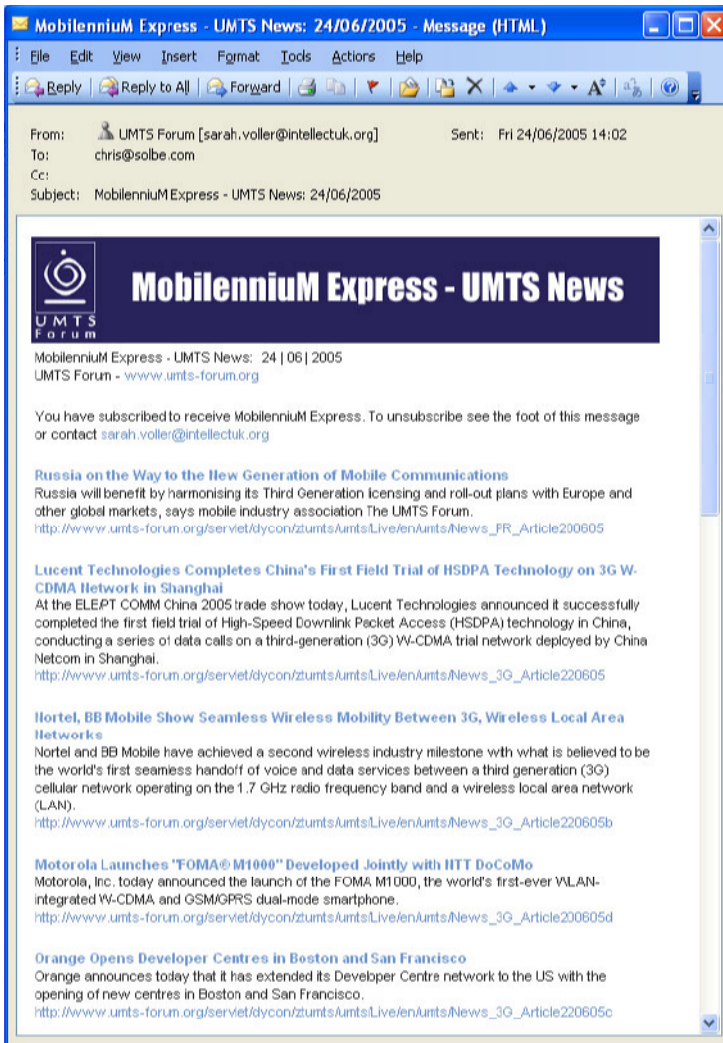 MobilenniuM Express - UMTS News: 24/06/2005 - Message (HTML)
File Edit View Insert Format Tools Actions Help
Reply Reply to All Forward
From: UMTS Forum [sarah.voller@intellectuk.org] Sent: Fri 24/06/2005 14:02
To: chris@solbe.com
Cc:
Subject: MobilenniuM Express - UMTS News: 24/06/2005
UMTS
Forum
MobilenniuM Express - UMTS News
MobilenniuM Express - UMTS News: 24 | 06 | 2005
UMTS Forum - www.umts-forum.org
You have subscribed to receive MobilenniuM Express. To unsubscribe see the foot of this message
or contact sarah.voller@intellectuk.org
Russia on the Way to the New Generation of Mobile Communications
Russia will benefit by harmonising its Third Generation licensing and roll-out plans with Europe and
other global markets, says mobile industry association The UMTS Forum.
http://www.umts-forum.org/servlet/dycon/ztumts/umts/Live/en/umts/News_PR_Article200605
Lucent Technologies Completes China's First Field Trial of HSDPA Technology on 3G W-
CDMA Network in Shanghai
At the ELE/PT COMM China 2005 trade show today, Lucent Technologies announced it successfully
completed the first field trial of High-Speed Downlink Packet Access (HSDPA) technology in China,
conducting a series of data calls on a third-generation (3G) W-CDMA trial network deployed by China
Netcom in Shanghai.
http://www.umts-forum.org/servlet/dycon/ztumts/umts/Live/en/umts/News_3G_Article220605
Nortel, BB Mobile Show Seamless Wireless Mobility Between 3G, Wireless Local Area
Networks
Nortel and BB Mobile have achieved a second wireless industry milestone with what is believed to be
the world's first seamless handoff of voice and data services between a third generation (3G)
cellular network operating on the 1.7 GHz radio frequency band and a wireless local area network
(LAN).
http://www.umts-forum.org/servlet/dycon/ztumts/umts/Live/en/umts/News_3G_Article220605b
Motorola Launches "FOMA® M1000" Developed Jointly with NTT DoCoMo
Motorola, Inc. today announced the launch of the FOMA M1000, the world's first-ever WLAN-
integrated W-CDMA and GSM/GPRS dual-mode smartphone.
http://www.umts-forum.org/servlet/dycon/ztumts/umts/Live/en/umts/News_3G_Article200605d
Orange Opens Developer Centres in Boston and San Francisco
Orange announces today that it has extended its Developer Centre network to the US with the
opening of new centres in Boston and San Francisco.
http://www.umts-forum.org/servlet/dycon/ztumts/umts/Live/en/umts/News_3G_Article220605c